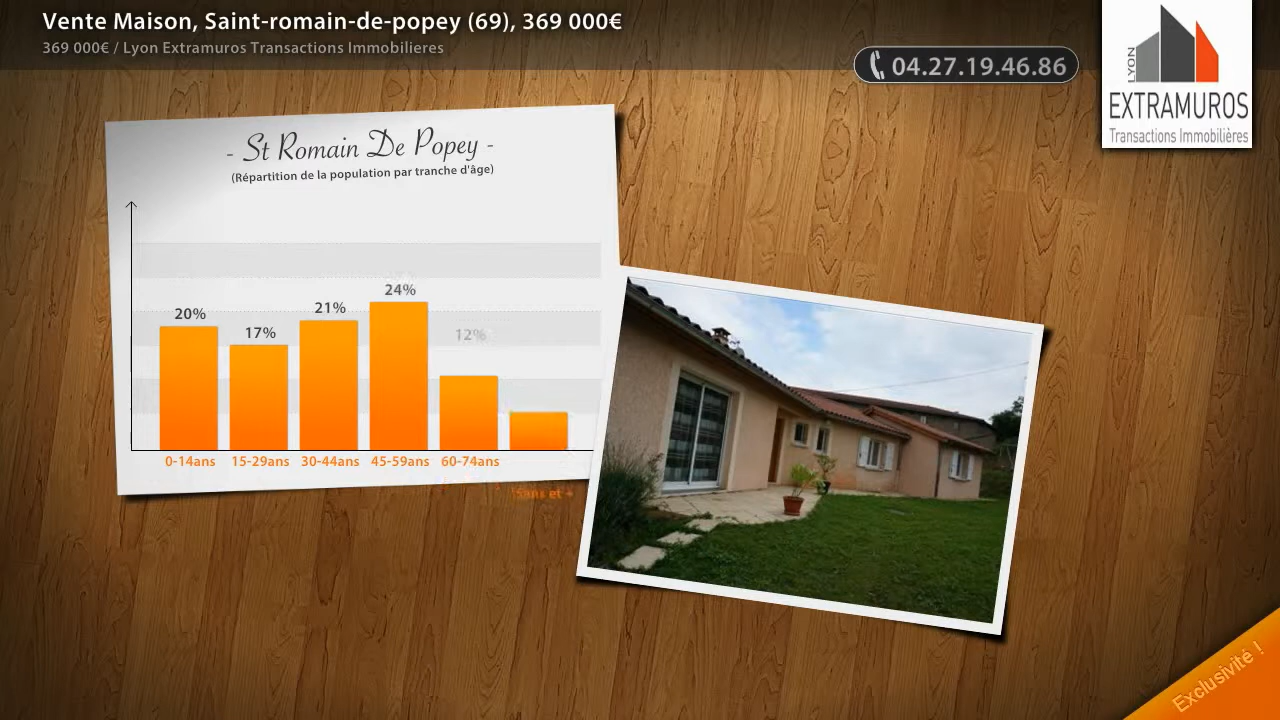 Vente Maison, Saint-romain-de-popey (69), 369 000€
369 000€ / Lyon Extramuros Transactions Immobilieres
04.27.19.46.86
LYON
EXTRAMUROS
Transactions Immobilières
- St Romain De Popey -
(Répartition de la population par tranche d'âge)
20%
17%
21%
24%
12%
0-14ans
15-29ans
30-44ans
45-59ans
60-74ans
et +
Exclusivité !